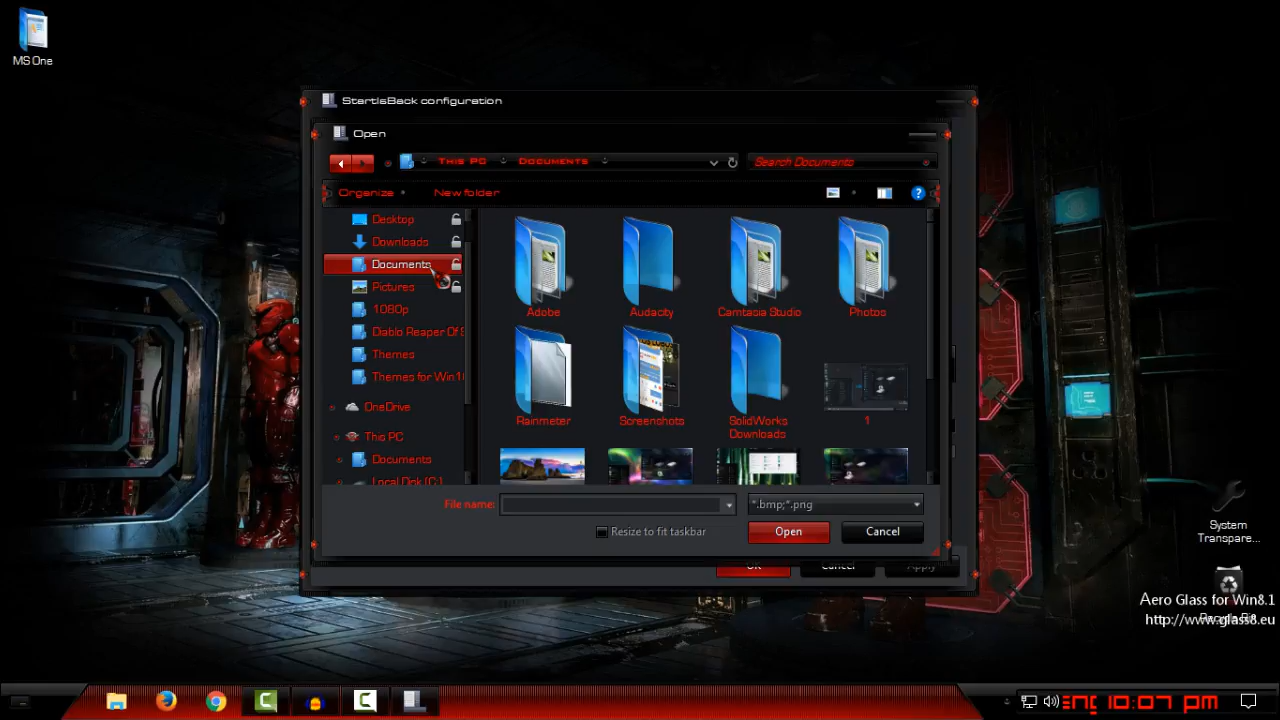 MS One
StartIsBack configuration
Open
This PC
Documents
Search Documents
Organize
New folder
Desktop
Downloads
Documents
Pictures
1080p
Themes
OneDrive
This PC
Documents
Local Disk (C:)
Adobe
Audacity
Camtasia Studio
Photos
Rainmeter
Screenshots
SolidWorks
Downloads
1
File name:
*.bmp;*.png
Resize to fit taskbar
Open
Cancel
OK
Cancel
Apply
System
Transpare...
Aero Glass for Win8.1
http://www.glass8.eu
10:07 pm